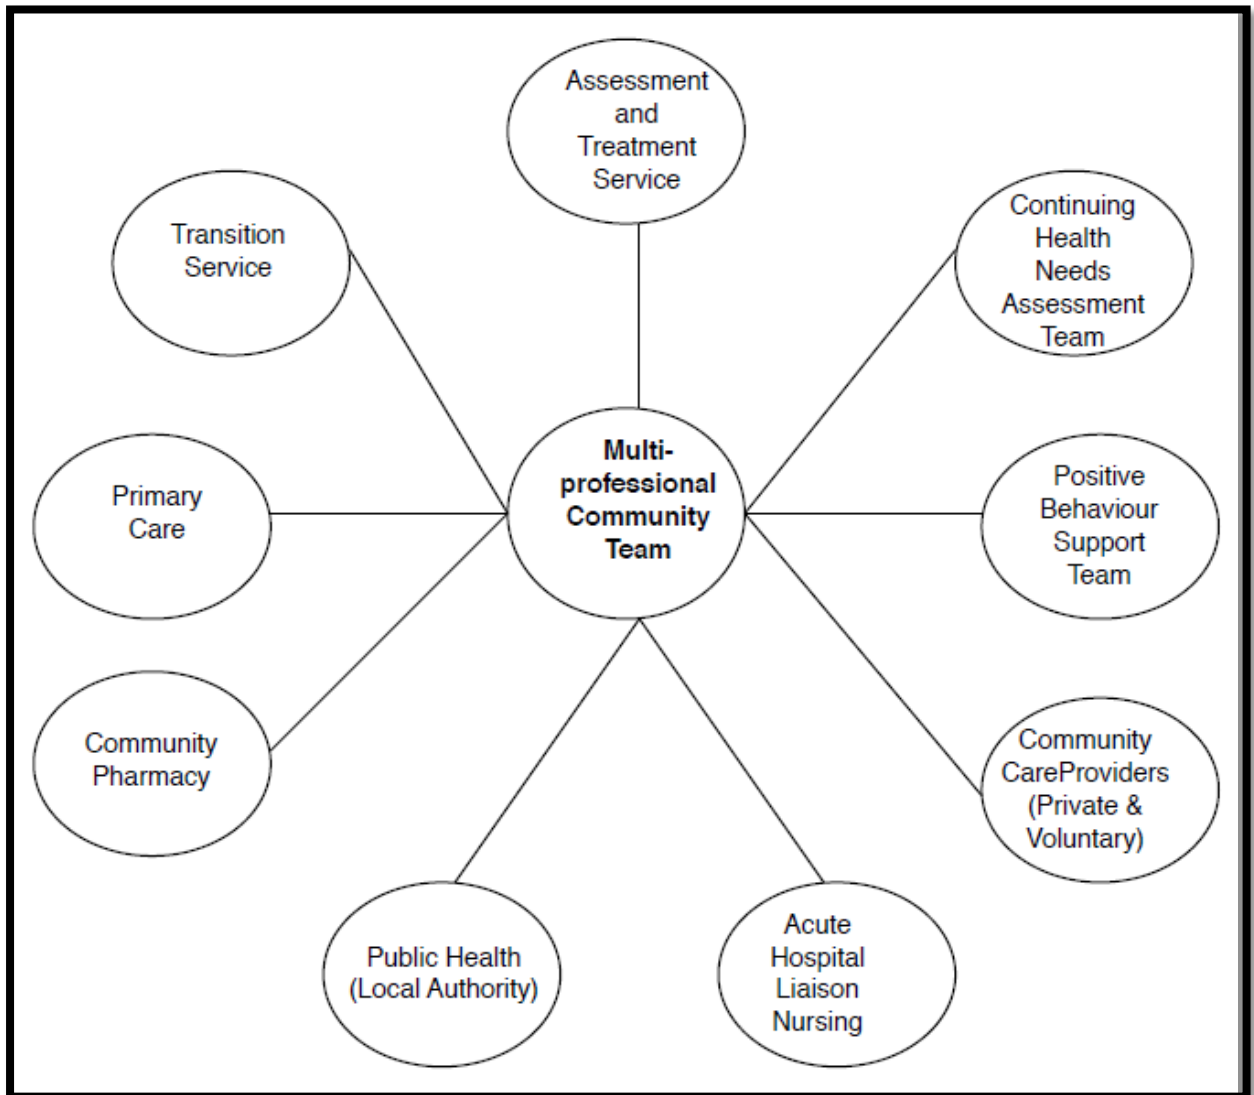 Assessment
and
Treatment
Service
Transition
Service
Continuing
Health
Needs
Assessment
Team
Multi-
professional
Community
Team
Primary
Care
Positive
Behaviour
Support
Team
Community
Pharmacy
Community
CareProviders
(Private &
Voluntary)
Public Health
(Local Authority)
Acute
Hospital
Liaison
Nursing